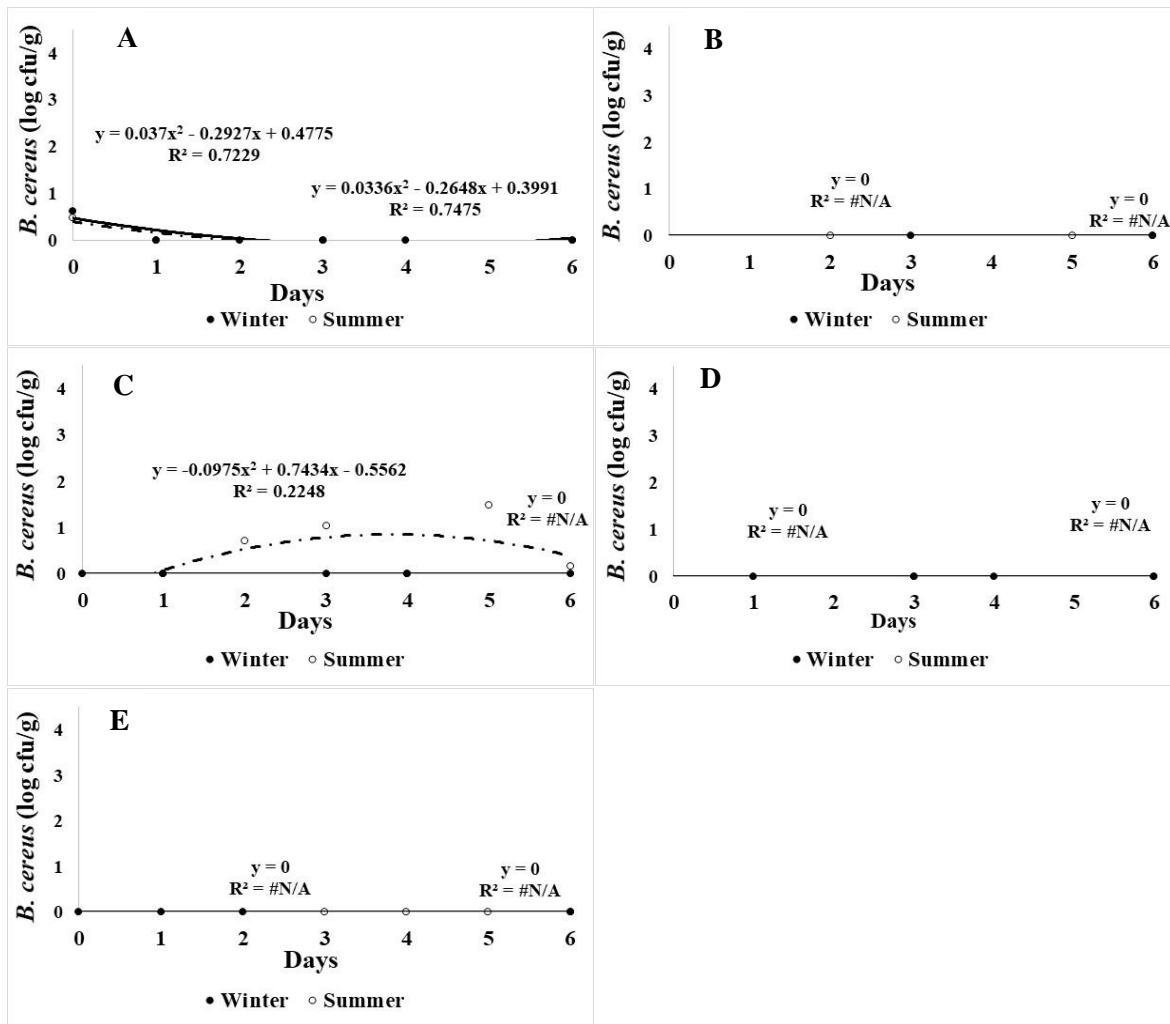 A
B. cereus (log cfu/g)
4
3
2
1
0
y = 0.037x² - 0.2927x + 0.4775
R² = 0.7229
y = 0.0336x² - 0.2648x + 0.3991
R² = 0.7475
0 1 2 3 4 5 6
Days
Winter Summer
B
B. cereus (log cfu/g)
4
3
2
1
0
y = 0
R² = #N/A
y = 0
R² = #N/A
0 1 2 3 4 5 6
Days
Winter Summer
C
B. cereus (log cfu/g)
4
3
2
1
0
y = -0.0975x² + 0.7434x - 0.5562
R² = 0.2248
y = 0
R² = #N/A
0 1 2 3 4 5 6
Days
Winter Summer
D
B. cereus (log cfu/g)
4
3
2
1
0
y = 0
R² = #N/A
y = 0
R² = #N/A
0 1 2 3 4 5 6
Days
Winter Summer
E
B. cereus (log cfu/g)
4
3
2
1
0
y = 0
R² = #N/A
y = 0
R² = #N/A
0 1 2 3 4 5 6
Days
Winter Summer